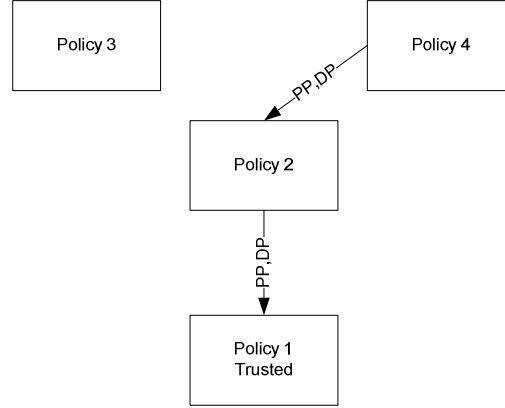 Policy 3
Policy 4
PP,DP
Policy 2
PP,DP
Policy 1
Trusted